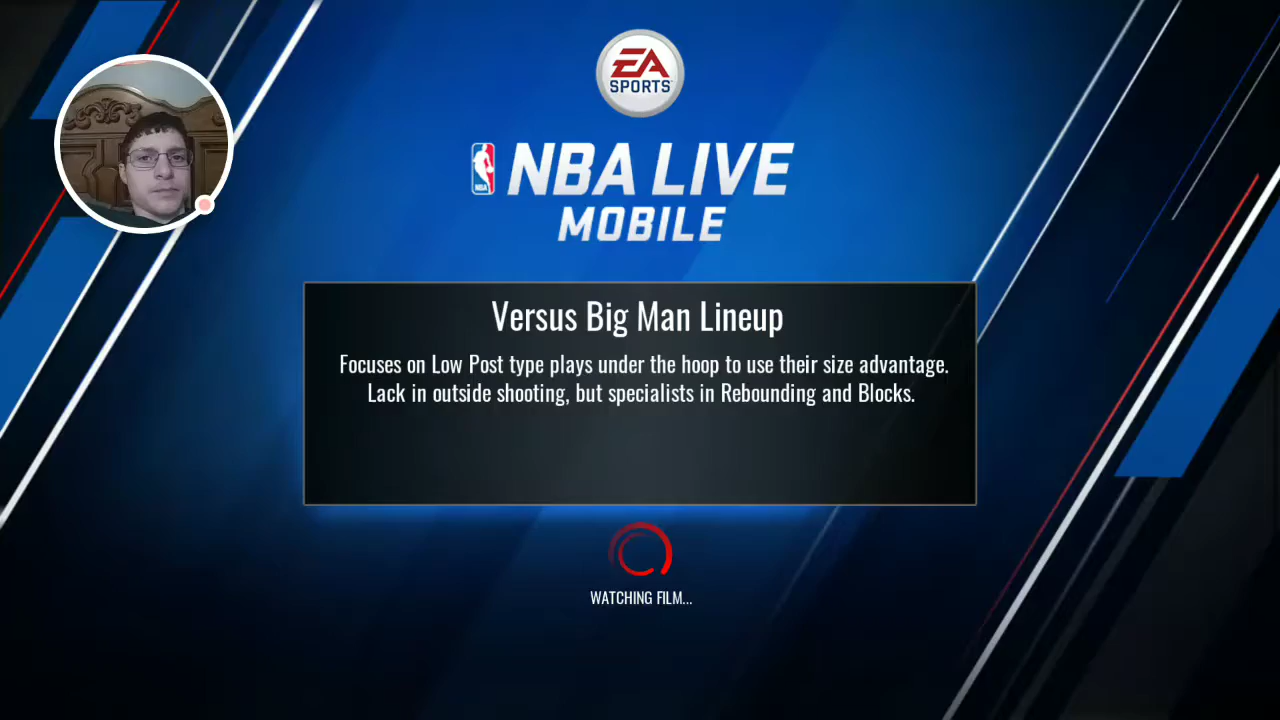 EA
SPORTS
NBA
NBA LIVE
MOBILE
Versus Big Man Lineup
Focuses on Low Post type plays under the hoop to use their size advantage.
Lack in outside shooting, but specialists in Rebounding and Blocks.
WATCHING FILM...